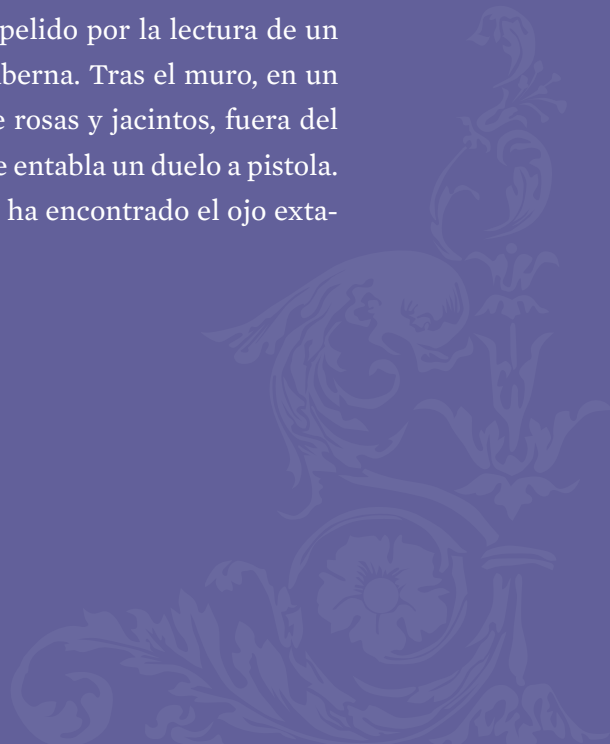 pelido por la lectura de un
berna. Tras el muro, en un
e rosas y jacintos, fuera del
e entabla un duelo a pistola.
ha encontrado el ojo exta-